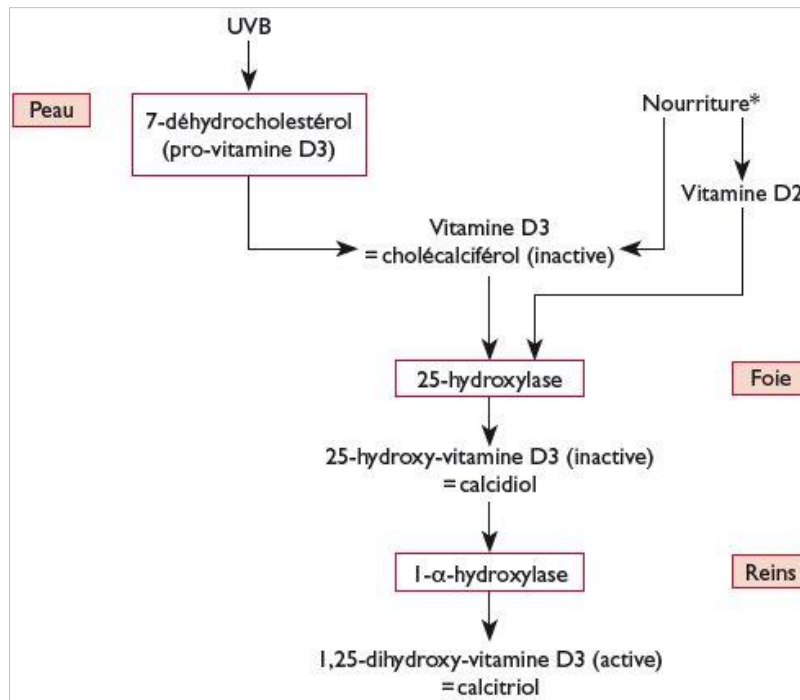 UVB
Peau
7-déhydrocholestérol
(pro-vitamine D3)
Nourriture*
Vitamine D2
Vitamine D3
= cholécalciférol (inactive)
25-hydroxylase
Foie
25-hydroxy-vitamine D3 (inactive)
= calcidiol
1-α-hydroxylase
Reins
1,25-dihydroxy-vitamine D3 (active)
= calcitriol